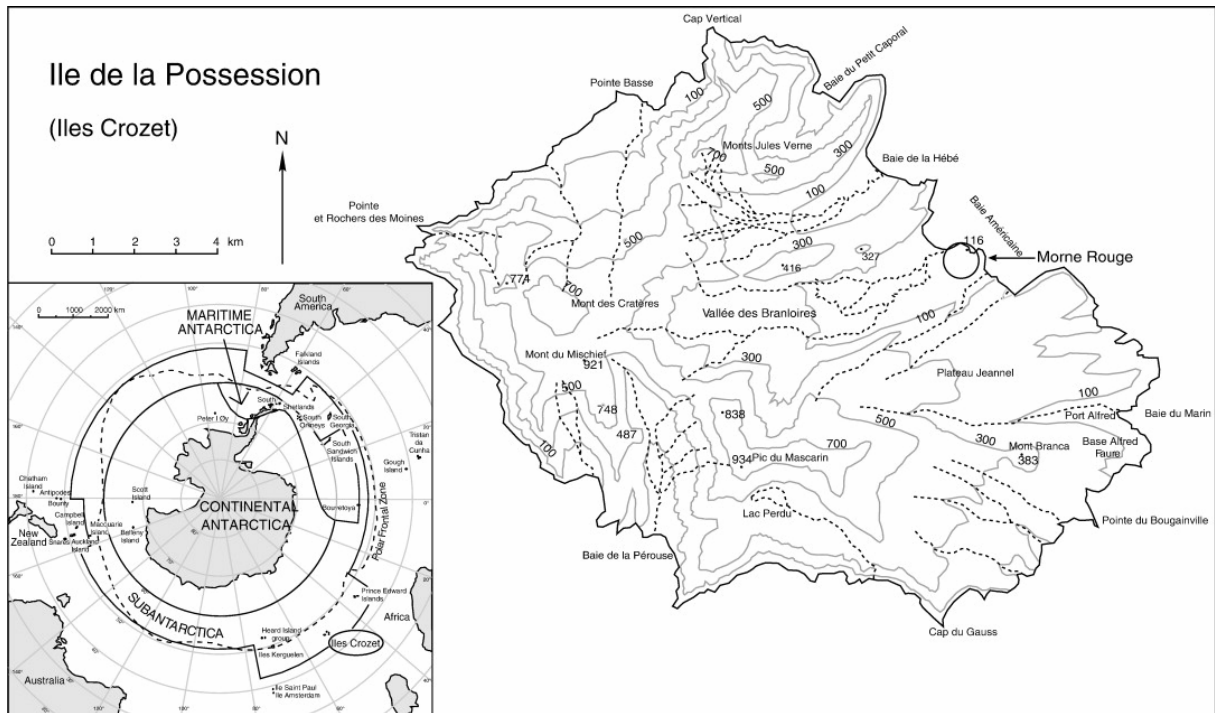 Ile de la Possession
(Iles Crozet)
N
0 1 2 3 4 km
Cap Vertical
Baie du Petit Caporal
Pointe Basse
100
500
Monts Jules Verne
700
500
300
100
Baie de la Hébé
Pointe
et Rochers des Moines
500
300
Baie Américaine
116
Morne Rouge
327
416
774
700
Mont des Cratères
Vallée des Branloires
100
Mont du Mischief
921
300
Plateau Jeannel
500
748
838
500
100
Port Alfred
Baie du Marin
487
700
300
Mont Branca
383
Base Alfred
Faure
100
934
Pic du Mascarin
Lac Perdu
Pointe du Bougainville
Baie de la Pérouse
Cap du Gauss
0 1000 2000 km
South
America
MARITIME
ANTARCTICA
Falkland
Islands
Peter I Øy
South
Shetlands
South
Orkneys
South
Georgia
South
Sandwich
Islands
Tristan
da Cunha
Gough
Island
Bouvetoya
Polar Frontal Zone
Chatham
Island
Antipodes
Bounty
Campbell
Island
New
Zealand
Snares
Auckland
Island
Macquarie
Island
Scott
Island
Balleny
Island
CONTINENTAL
ANTARCTICA
SUBANTARCTICA
Prince Edward
Islands
Africa
Heard Island
group
Iles Crozet
Iles Kerguelen
Australia
Ile Saint Paul
Ile Amsterdam